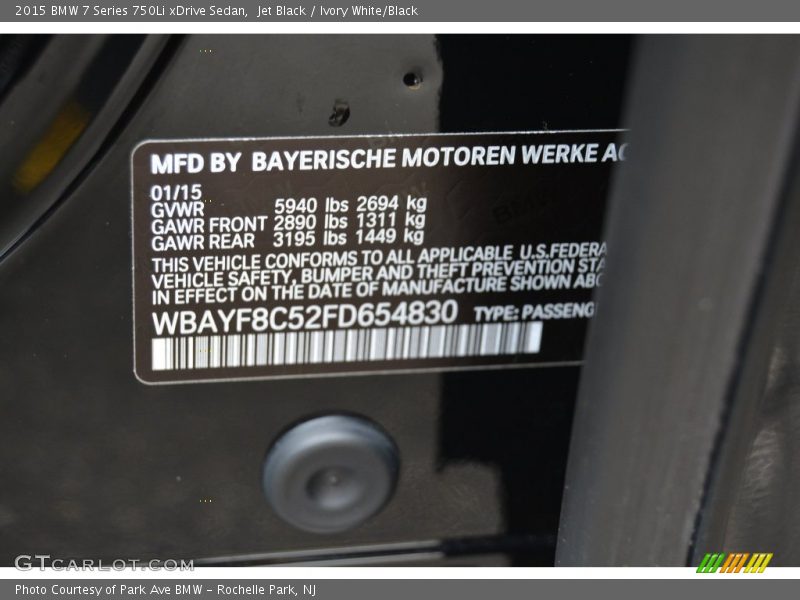 2015 BMW 7 Series 750Li xDrive Sedan, Jet Black / Ivory White/Black
MFD BY BAYERISCHE MOTOREN WERKE AG
01/15
GVWR 5940 lbs 2694 kg
GAWR FRONT 2890 lbs 1311 kg
GAWR REAR 3195 lbs 1449 kg
THIS VEHICLE CONFORMS TO ALL APPLICABLE U.S.FEDERA
VEHICLE SAFETY, BUMPER AND THEFT PREVENTION STA
IN EFFECT ON THE DATE OF MANUFACTURE SHOWN ABO
WBAYF8C52FD654830 TYPE: PASSENG
GTCARLOT.COM
Photo Courtesy of Park Ave BMW - Rochelle Park, NJ